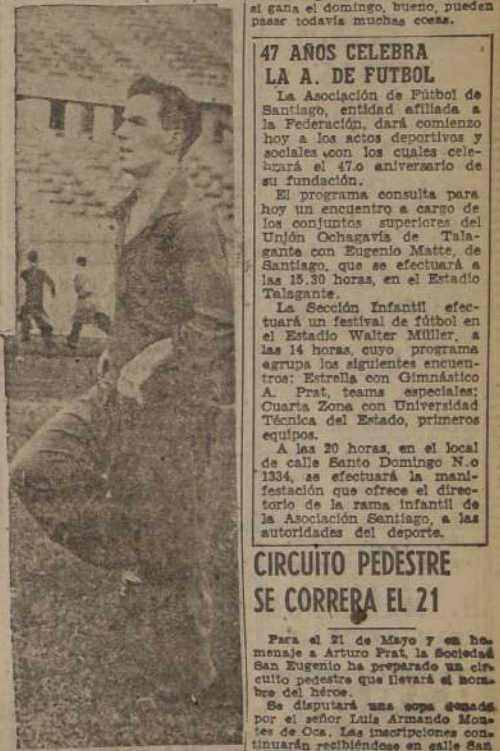 si gana el domingo, bueno, pueden
pasar todavía muchas cosas.
47 AÑOS CELEBRA
LA A. DE FUTBOL
La Asociación de Fútbol de
Santiago, entidad afiliada a
la Federación, dará comienzo
hoy a los actos deportivos y
sociales con los cuales cele-
brará el 47.o aniversario de
su fundación.
El programa consulta para
hoy un encuentro a cargo de
los conjuntos superiores del
Unión Ochagavía de Tala-
gante con Eugenio Matte, de
Santiago, que se efectuará a
las 15.30 horas, en el Estadio
Talagante.
La Sección Infantil efec-
tuará un festival de fútbol en
el Estadio Walter Müller, a
las 14 horas, cuyo programa
agrupa los siguientes encuen-
tros: Estrella con Gimnástico
A. Prat, teams especiales;
Cuarta Zona con Universidad
Técnica del Estado, primeros
equipos.
A las 20 horas, en el local
de calle Santo Domingo N.o
1334, se efectuará la mani-
festación que ofrece el direc-
torio de la rama infantil de
la Asociación Santiago, a las
autoridades del deporte.
CIRCUITO PEDESTRE
SE CORRERA EL 21
Para el 21 de Mayo y en ho-
menaje a Arturo Prat, la Sociedad
San Eugenio ha preparado un cir-
cuito pedestre que llevará el nom-
bre del héroe.
Se disputará una copa donada
por el señor Luis Armando Mon-
tes de Oca. Las inscripciones con-
tinuarán recibiéndose en calle San